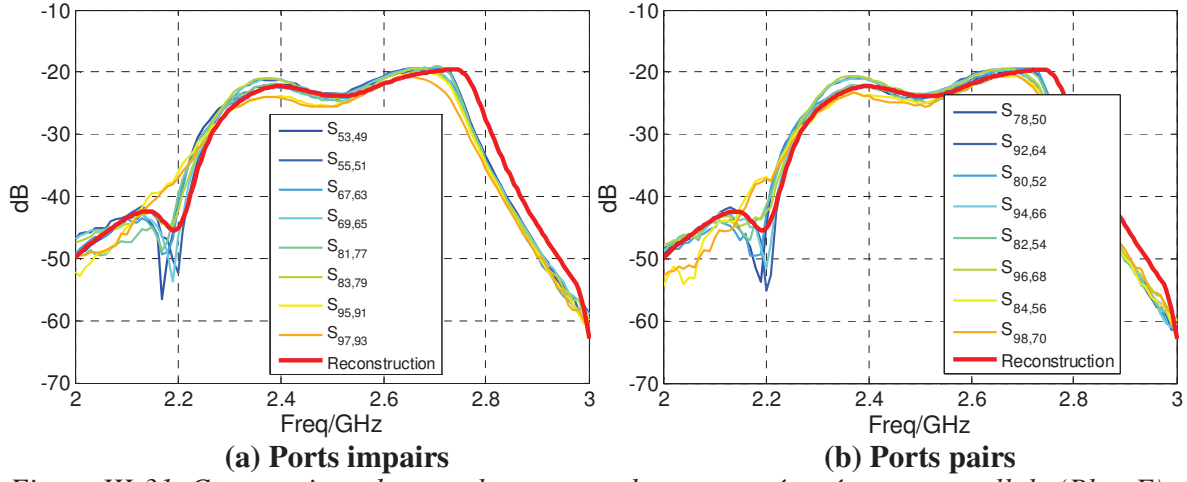 -10
-20
-30
-40
-50
-60
-70
dB
2
2.2
2.4
2.6
2.8
3
Freq/GHz
S53,49
S55,51
S67,63
S69,65
S81,77
S83,79
S95,91
S97,93
Reconstruction
(a) Ports impairs
-10
-20
-30
-40
-50
-60
-70
dB
2
2.2
2.4
2.6
2.8
3
Freq/GHz
S78,50
S92,64
S80,52
S94,66
S82,54
S96,68
S84,56
S98,70
Reconstruction
(b) Ports pairs